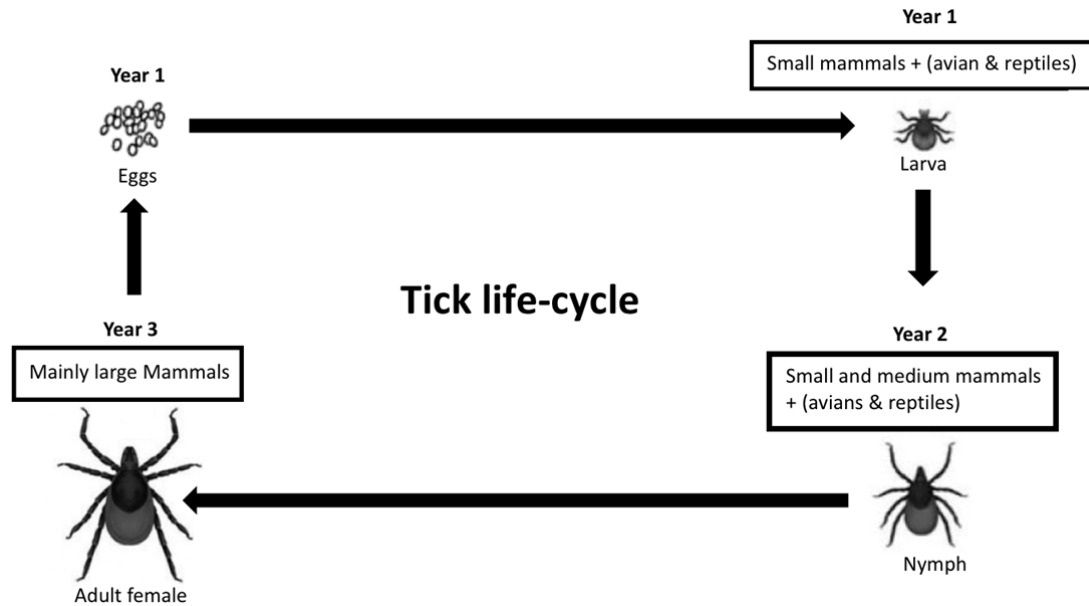 Year 1
Small mammals + (avian & reptiles)
Year 1
Eggs
Larva
Tick life-cycle
Year 3
Mainly large Mammals
Year 2
Small and medium mammals
+ (avians & reptiles)
Adult female
Nymph